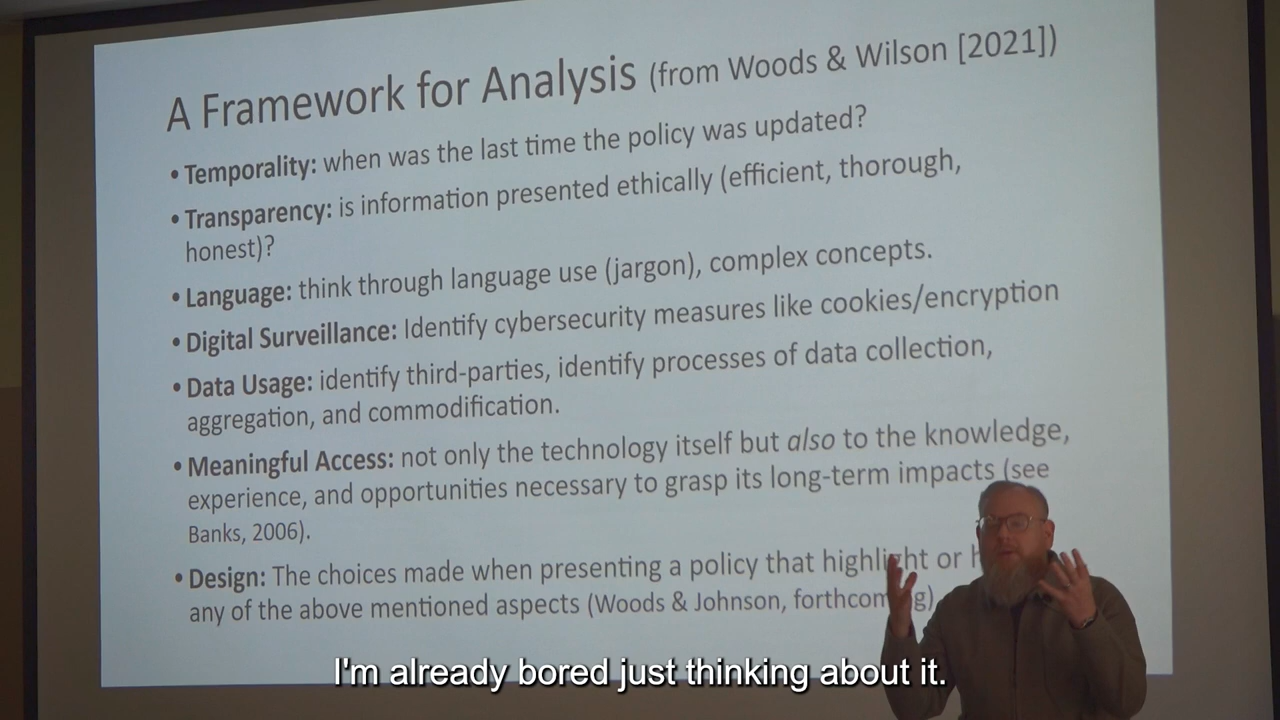 A Framework for Analysis (from Woods & Wilson [2021])
• Temporality: when was the last time the policy was updated?
• Transparency: is information presented ethically (efficient, thorough,
honest)?
• Language: think through language use (jargon), complex concepts.
• Digital Surveillance: Identify cybersecurity measures like cookies/encryption
• Data Usage: identify third-parties, identify processes of data collection,
aggregation, and commodification.
• Meaningful Access: not only the technology itself but also to the knowledge,
experience, and opportunities necessary to grasp its long-term impacts (see
Banks, 2006).
• Design: The choices made when presenting a policy that highlight or
any of the above mentioned aspects (Woods & Johnson, forthcoming)
I'm already bored just thinking about it.